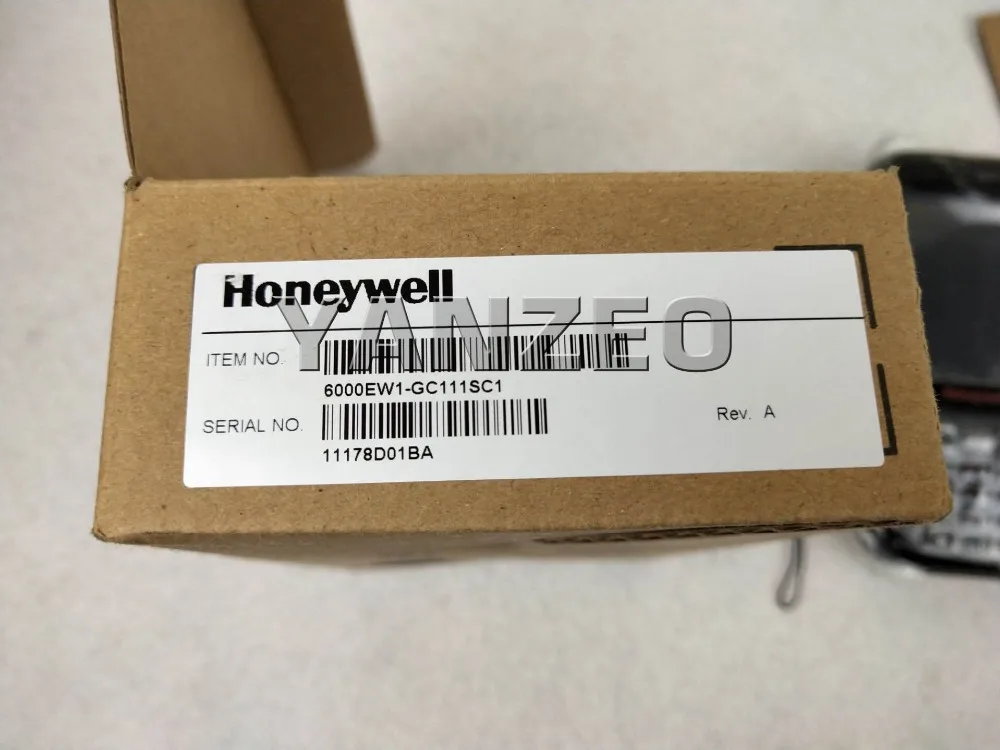 Honeywell
YANZEO
ITEM NO.
6000EW1-GC111SC1
SERIAL NO.
Rev. A
11178D01BA